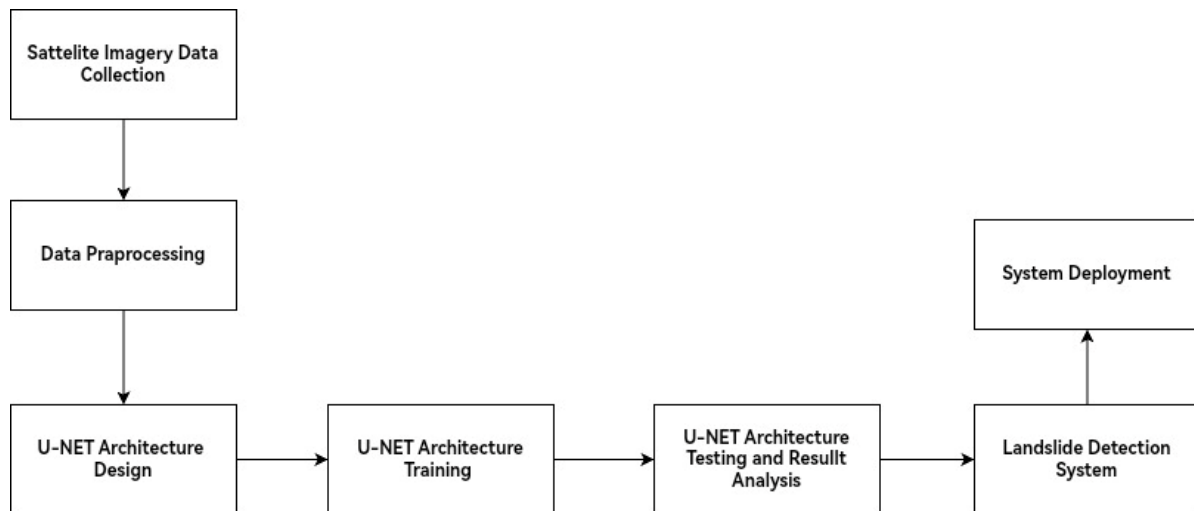 Sattelite Imagery Data
Collection
Data Praprocessing
U-NET Architecture
Design
U-NET Architecture
Training
U-NET Architecture
Testing and Resullt
Analysis
Landslide Detection
System
System Deployment